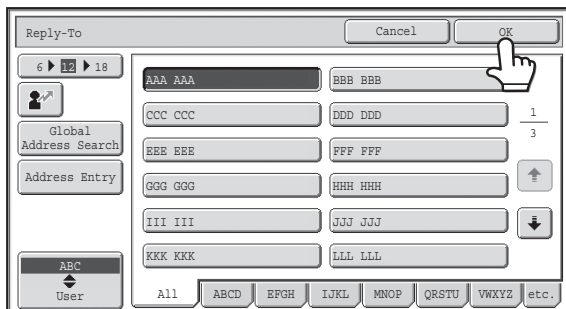 Reply-To
Cancel
OK
6 12 18
AAA AAA
BBB BBB
CCC CCC
DDD DDD
1
3
Global
Address Search
EEE EEE
FFF FFF
Address Entry
GGG GGG
HHH HHH
III III
JJJ JJJ
KKK KKK
LLL LLL
ABC
User
All ABCD EFGH IJKL MNOP QRSTU VWXYZ etc.